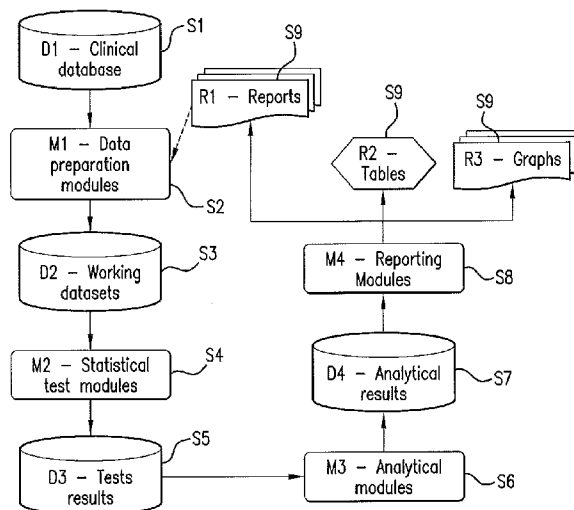 D1 – Clinical
database
S1
M1 – Data
preparation
modules
S2
D2 – Working
datasets
S3
M2 – Statistical
test modules
S4
D3 – Tests
results
S5
M3 – Analytical
modules
S6
D4 – Analytical
results
S7
M4 – Reporting
Modules
S8
R1 – Reports
S9
R2 –
Tables
S9
R3 – Graphs
S9